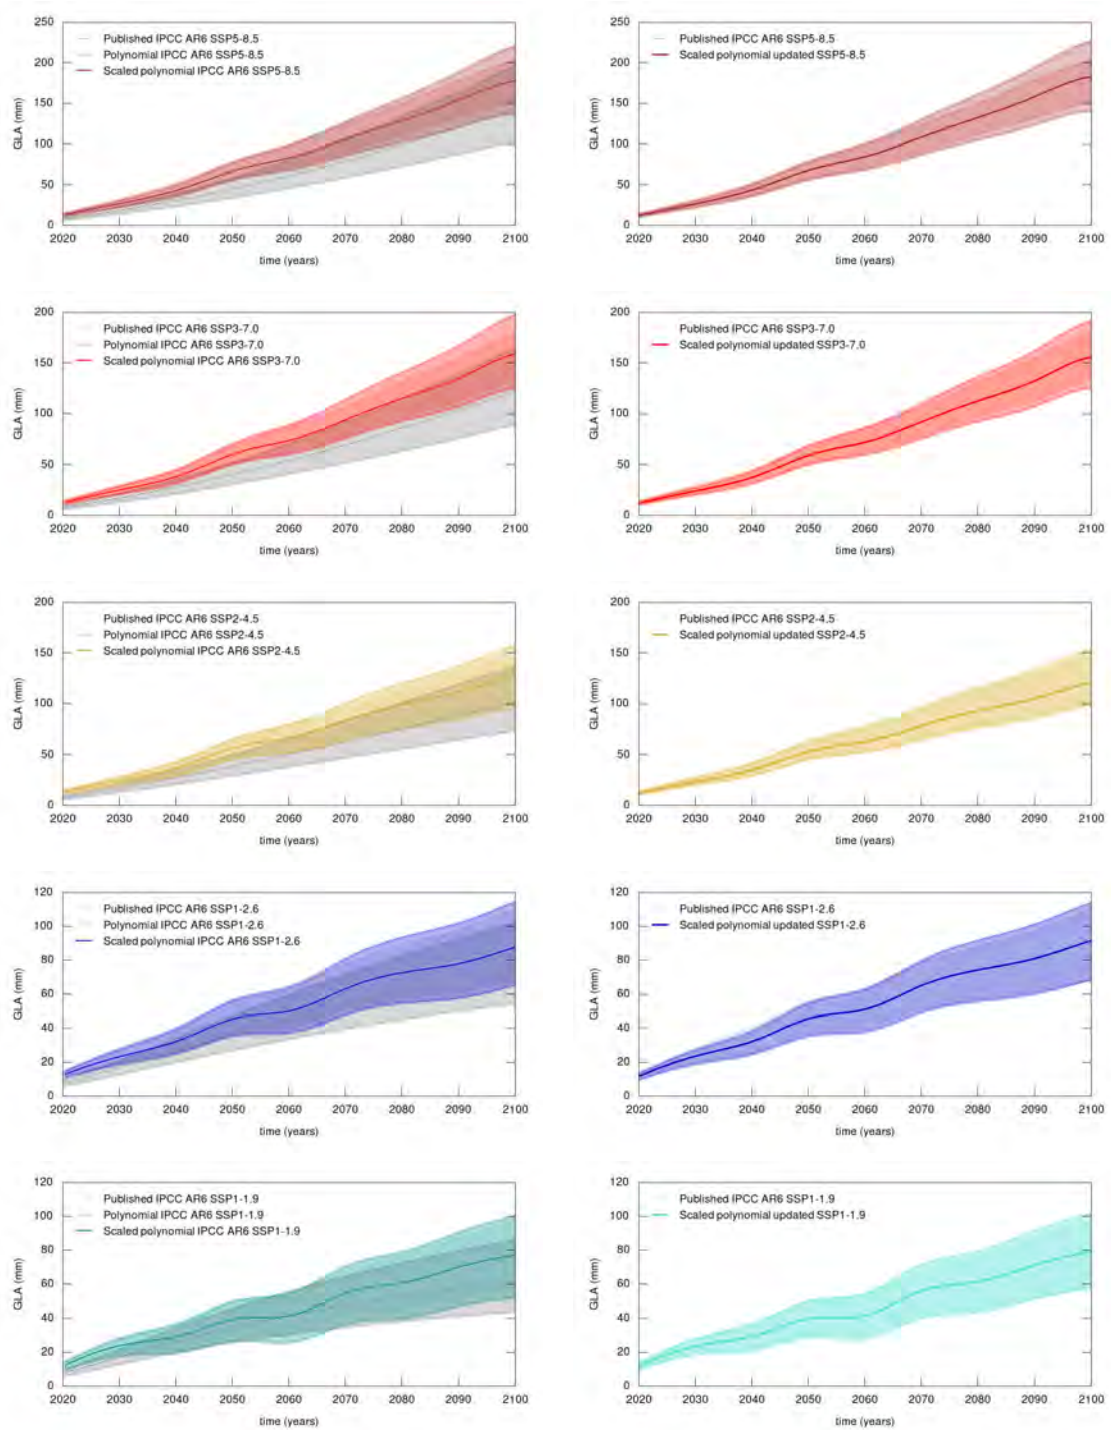 250
200
150
100
50
0
GLA (mm)
Published IPCC AR6 SSP5-8.5
Polynomial IPCC AR6 SSP5-8.5
Scaled polynomial IPCC AR6 SSP5-8.5
2020 2030 2040 2050 2060 2070 2080 2090 2100
time (years)
250
200
150
100
50
0
GLA (mm)
Published IPCC AR6 SSP5-8.5
Scaled polynomial updated SSP5-8.5
2020 2030 2040 2050 2060 2070 2080 2090 2100
time (years)
200
150
100
50
0
GLA (mm)
Published IPCC AR6 SSP3-7.0
Polynomial IPCC AR6 SSP3-7.0
Scaled polynomial IPCC AR6 SSP3-7.0
2020 2030 2040 2050 2060 2070 2080 2090 2100
time (years)
200
150
100
50
0
GLA (mm)
Published IPCC AR6 SSP3-7.0
Scaled polynomial updated SSP3-7.0
2020 2030 2040 2050 2060 2070 2080 2090 2100
time (years)
200
150
100
50
0
GLA (mm)
Published IPCC AR6 SSP2-4.5
Polynomial IPCC AR6 SSP2-4.5
Scaled polynomial IPCC AR6 SSP2-4.5
2020 2030 2040 2050 2060 2070 2080 2090 2100
time (years)
200
150
100
50
0
GLA (mm)
Published IPCC AR6 SSP2-4.5
Scaled polynomial updated SSP2-4.5
2020 2030 2040 2050 2060 2070 2080 2090 2100
time (years)
120
100
80
60
40
20
0
GLA (mm)
Published IPCC AR6 SSP1-2.6
Polynomial IPCC AR6 SSP1-2.6
Scaled polynomial IPCC AR6 SSP1-2.6
2020 2030 2040 2050 2060 2070 2080 2090 2100
time (years)
120
100
80
60
40
20
0
GLA (mm)
Published IPCC AR6 SSP1-2.6
Scaled polynomial updated SSP1-2.6
2020 2030 2040 2050 2060 2070 2080 2090 2100
time (years)
120
100
80
60
40
20
0
GLA (mm)
Published IPCC AR6 SSP1-1.9
Polynomial IPCC AR6 SSP1-1.9
Scaled polynomial IPCC AR6 SSP1-1.9
2020 2030 2040 2050 2060 2070 2080 2090 2100
time (years)
120
100
80
60
40
20
0
GLA (mm)
Published IPCC AR6 SSP1-1.9
Scaled polynomial updated SSP1-1.9
2020 2030 2040 2050 2060 2070 2080 2090 2100
time (years)